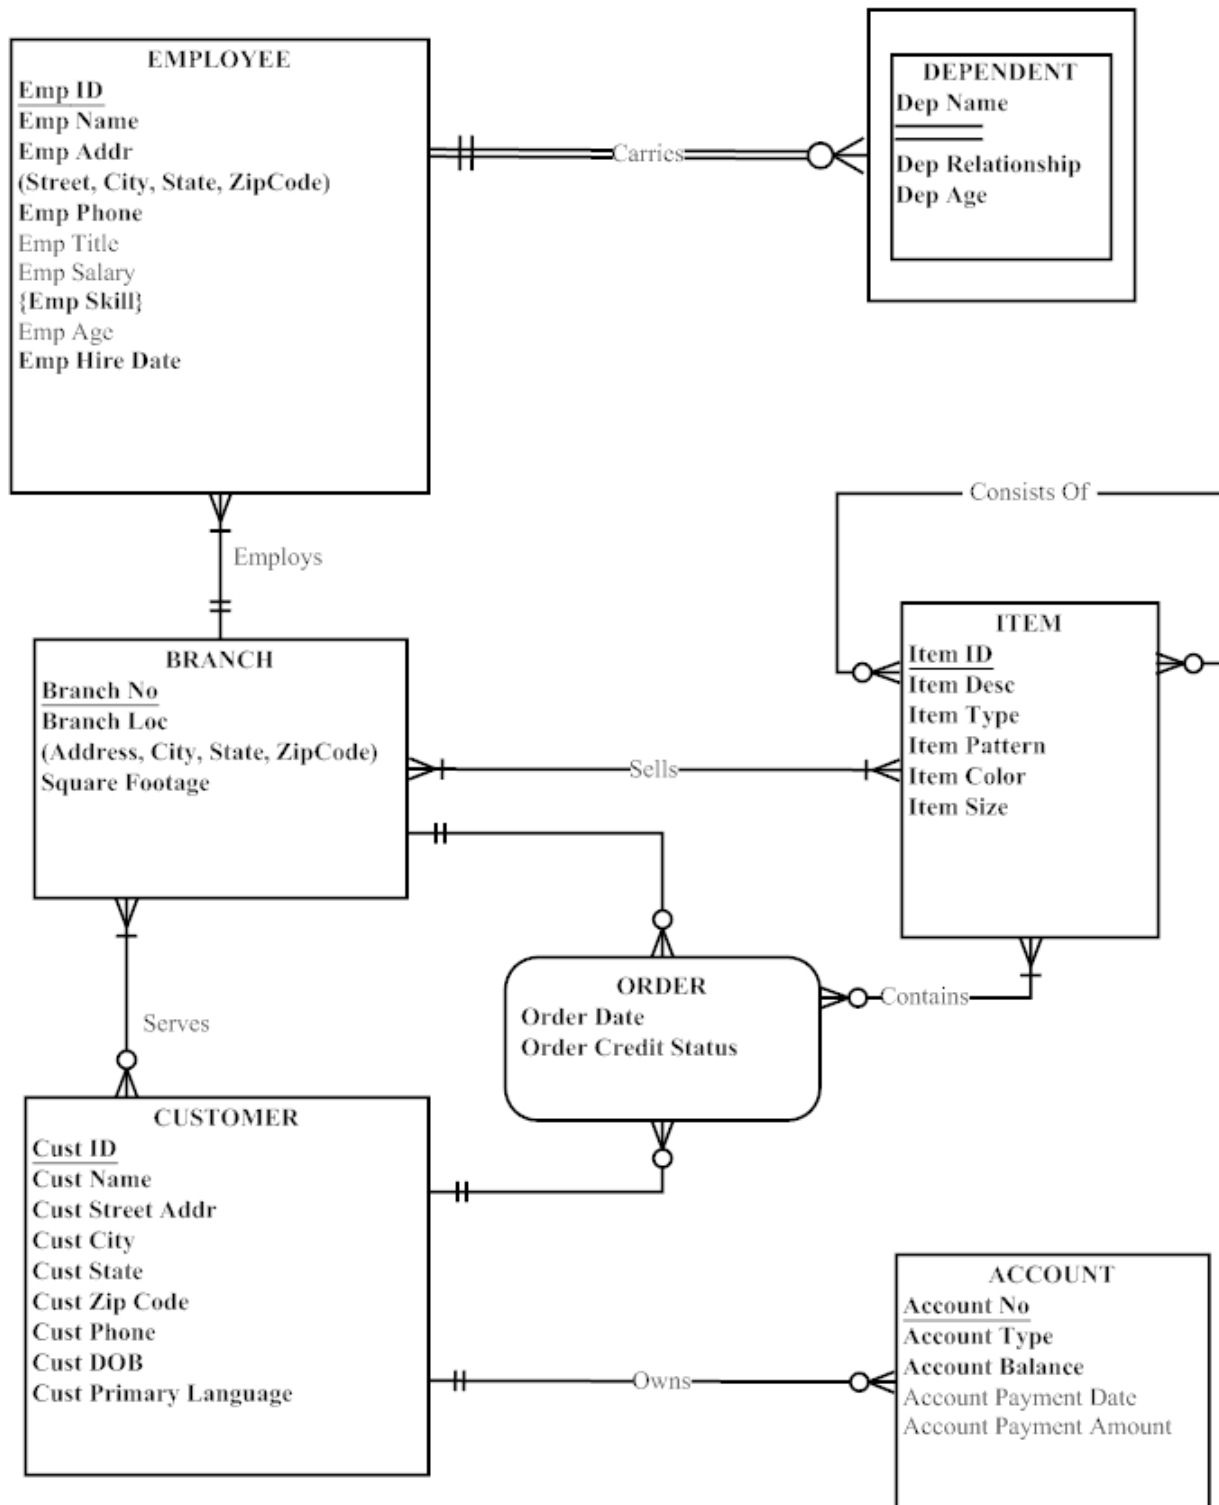 EMPLOYEE
Emp ID
Emp Name
Emp Addr
(Street, City, State, ZipCode)
Emp Phone
Emp Title
Emp Salary
{Emp Skill}
Emp Age
Emp Hire Date
Carries
DEPENDENT
Dep Name
Dep Relationship
Dep Age
Employs
Consists Of
BRANCH
Branch No
Branch Loc
(Address, City, State, ZipCode)
Square Footage
Sells
ITEM
Item ID
Item Desc
Item Type
Item Pattern
Item Color
Item Size
ORDER
Order Date
Order Credit Status
Contains
Serves
CUSTOMER
Cust ID
Cust Name
Cust Street Addr
Cust City
Cust State
Cust Zip Code
Cust Phone
Cust DOB
Cust Primary Language
Owns
ACCOUNT
Account No
Account Type
Account Balance
Account Payment Date
Account Payment Amount